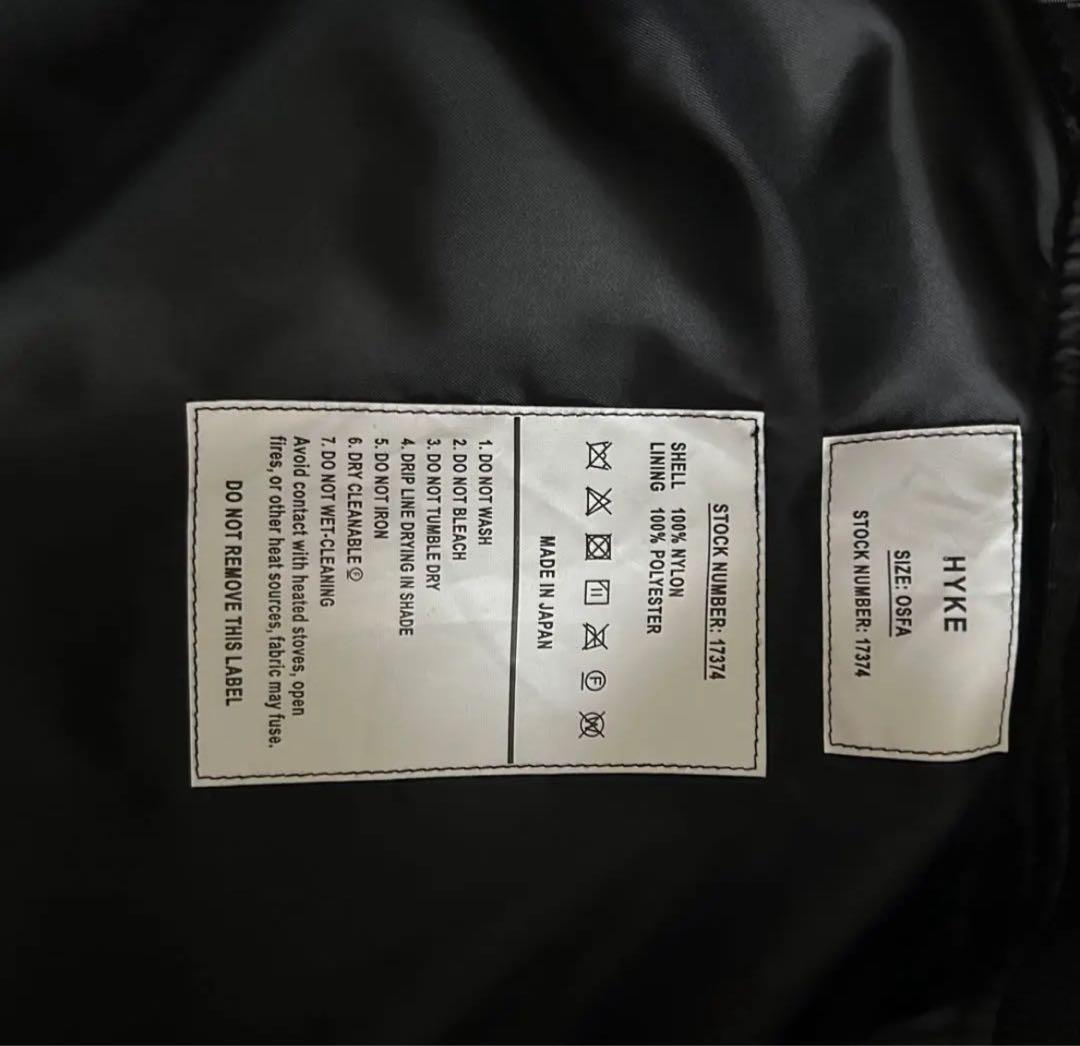 HYKE
SIZE: OSFA
STOCK NUMBER: 17374
STOCK NUMBER: 17374
SHELL 100% NYLON
LINING 100% POLYESTER
F W
MADE IN JAPAN
1. DO NOT WASH
2. DO NOT BLEACH
3. DO NOT TUMBLE DRY
4. DRIP LINE DRYING IN SHADE
5. DO NOT IRON
6. DRY CLEANABLE Ⓕ
7. DO NOT WET-CLEANING
Avoid contact with heated stoves, open
fires, or other heat sources, fabric may fuse.
DO NOT REMOVE THIS LABEL